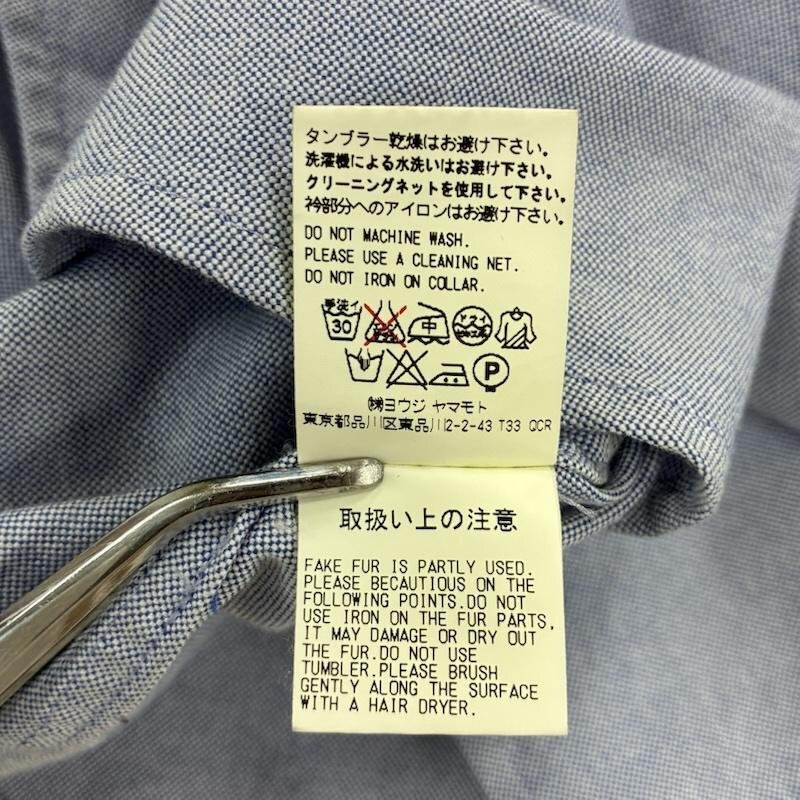 タンブラー乾燥はお避け下さい。
洗濯機による水洗いはお避け下さい。
クリーニングネットを使用して下さい。
衿部分へのアイロンはお避け下さい。
DO NOT MACHINE WASH.
PLEASE USE A CLEANING NET.
DO NOT IRON ON COLLAR.
手洗イ
30
中
P
㈱ヨウジ ヤマモト
東京都品川区東品川2-2-43 T33 QCR
取扱い上の注意
FAKE FUR IS PARTLY USED.
PLEASE BECAUTIOUS ON THE
FOLLOWING POINTS.DO NOT
USE IRON ON THE FUR PARTS,
IT MAY DAMAGE OR DRY OUT
THE FUR.DO NOT USE
TUMBLER.PLEASE BRUSH
GENTLY ALONG THE SURFACE
WITH A HAIR DRYER.